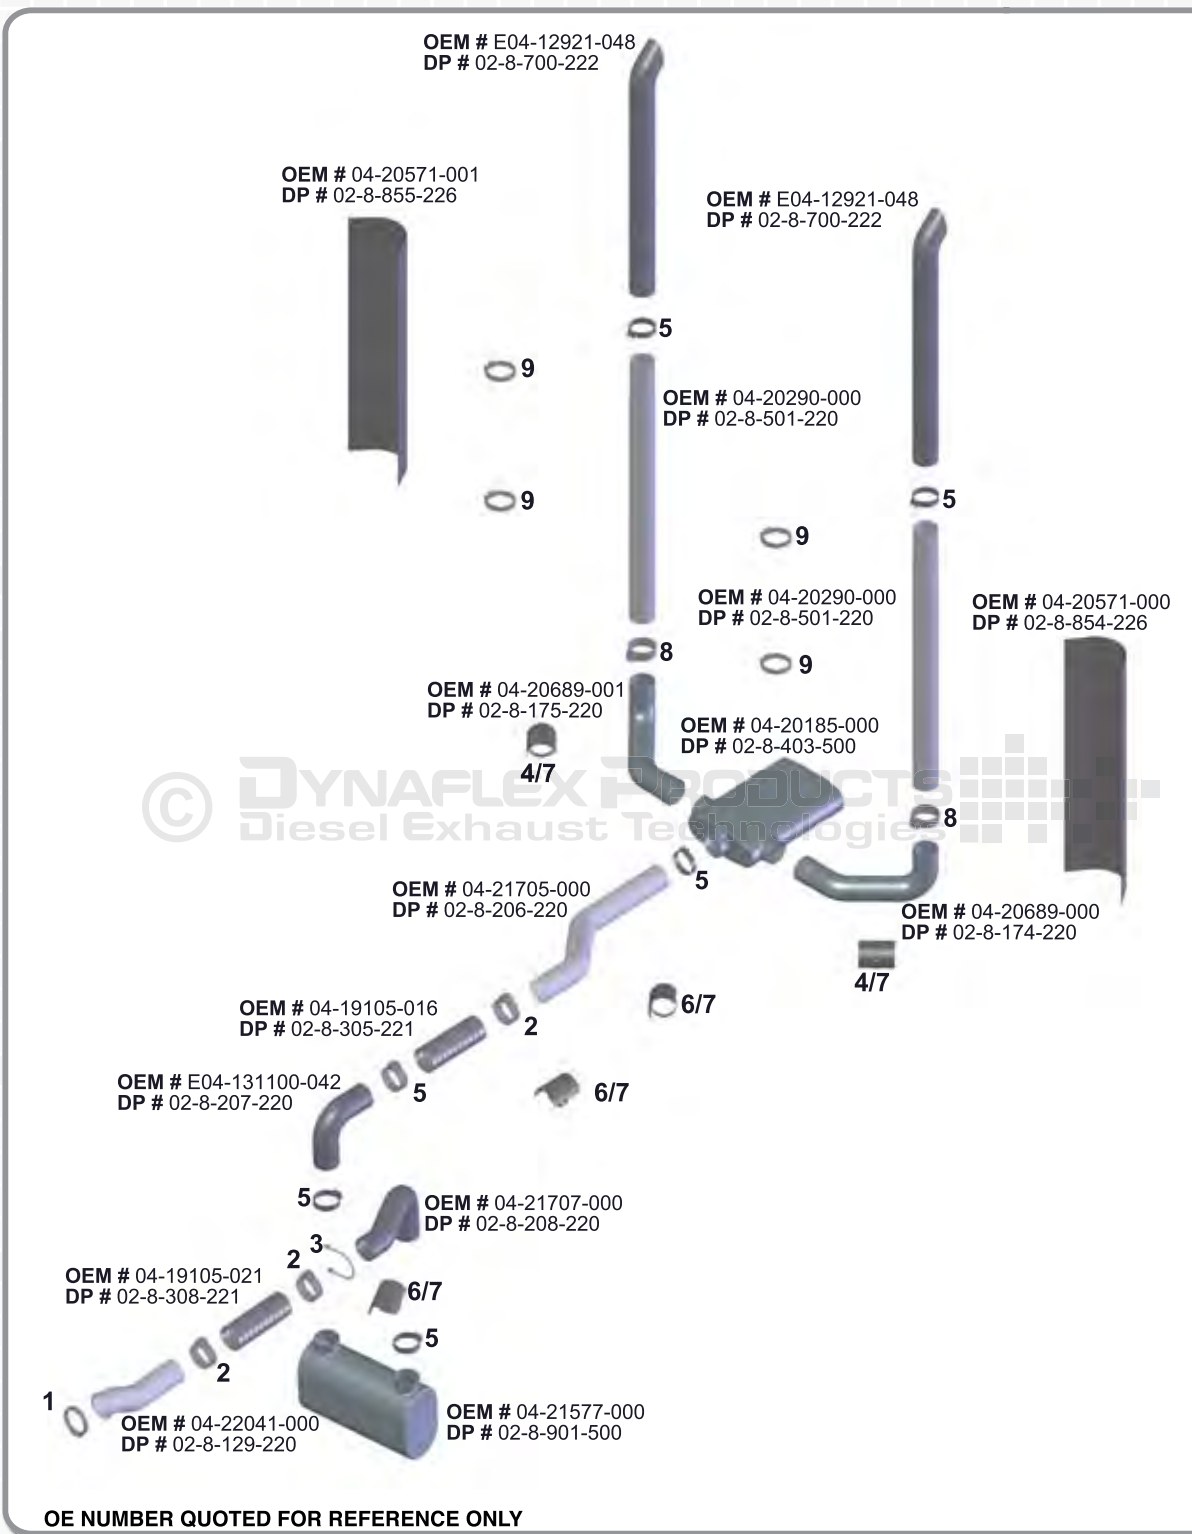 OEM # E04-12921-048
DP # 02-8-700-222
OEM # 04-20571-001
DP # 02-8-855-226
OEM # E04-12921-048
DP # 02-8-700-222
5
9
OEM # 04-20290-000
DP # 02-8-501-220
9
5
9
OEM # 04-20290-000
DP # 02-8-501-220
OEM # 04-20571-000
DP # 02-8-854-226
8
9
OEM # 04-20689-001
DP # 02-8-175-220
OEM # 04-20185-000
DP # 02-8-403-500
4/7
© DYNAFLEX PRODUCTS
Diesel Exhaust Technologies
8
5
OEM # 04-21705-000
DP # 02-8-206-220
OEM # 04-20689-000
DP # 02-8-174-220
4/7
6/7
OEM # 04-19105-016
DP # 02-8-305-221
2
OEM # E04-131100-042
DP # 02-8-207-220
5
6/7
5
OEM # 04-21707-000
DP # 02-8-208-220
3
2
OEM # 04-19105-021
DP # 02-8-308-221
6/7
5
2
1
OEM # 04-22041-000
DP # 02-8-129-220
OEM # 04-21577-000
DP # 02-8-901-500
OE NUMBER QUOTED FOR REFERENCE ONLY